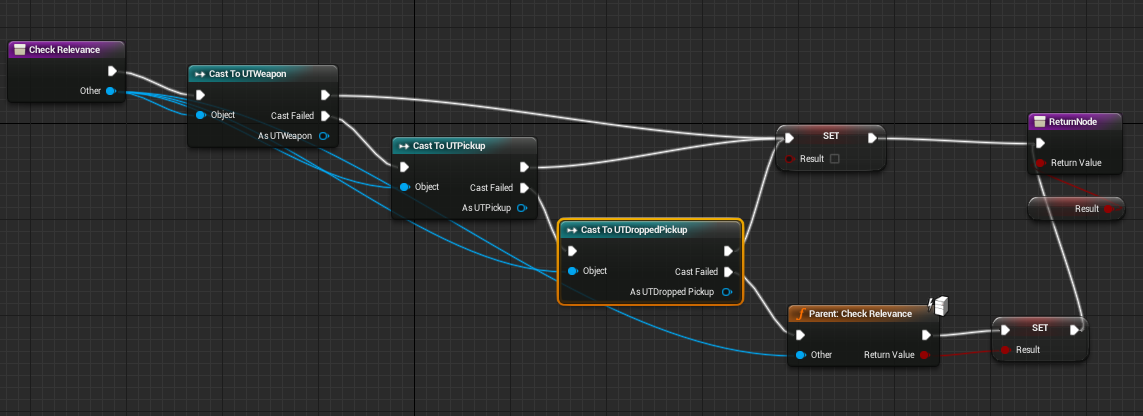 Check Relevance
Other
Cast To UTWeapon
Object
Cast Failed
As UTWeapon
Cast To UTPickup
Object
Cast Failed
As UTPickup
Cast To UTDroppedPickup
Object
Cast Failed
As UTDropped Pickup
SET
Result
ReturnNode
Return Value
Result
Parent: Check Relevance
Other
Return Value
SET
Result